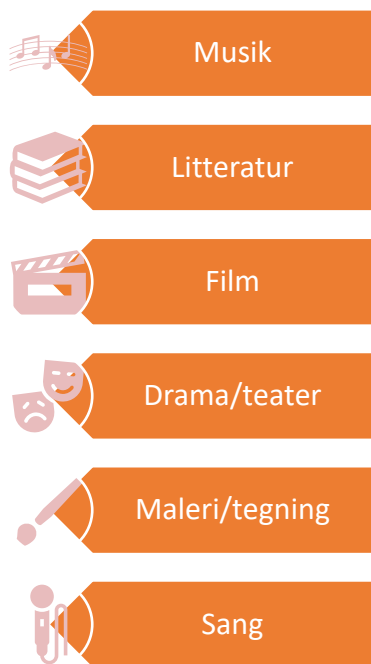 Musik
Litteratur
Film
Drama/teater
Maleri/tegning
Sang